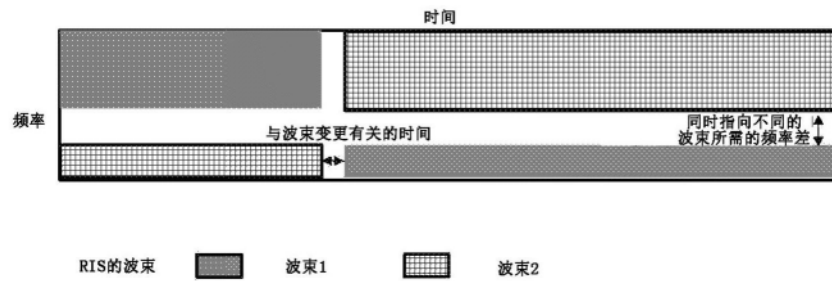 时间
频率
与波束变更有关的时间
同时指向不同的
波束所需的频率差
RIS的波束
波束1
波束2